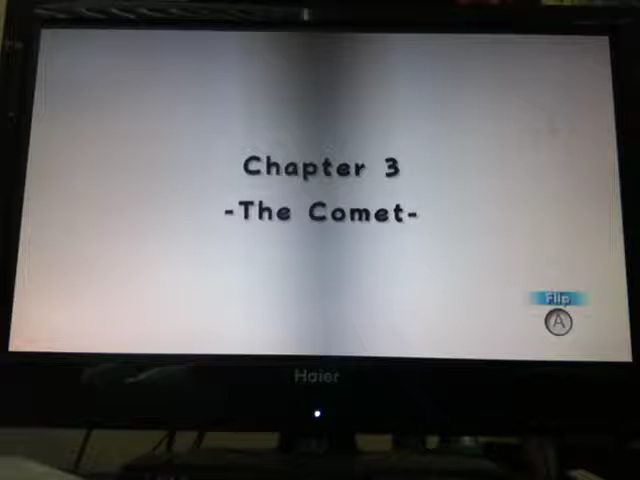 Chapter 3
-The Comet-
Flip
A
Haier